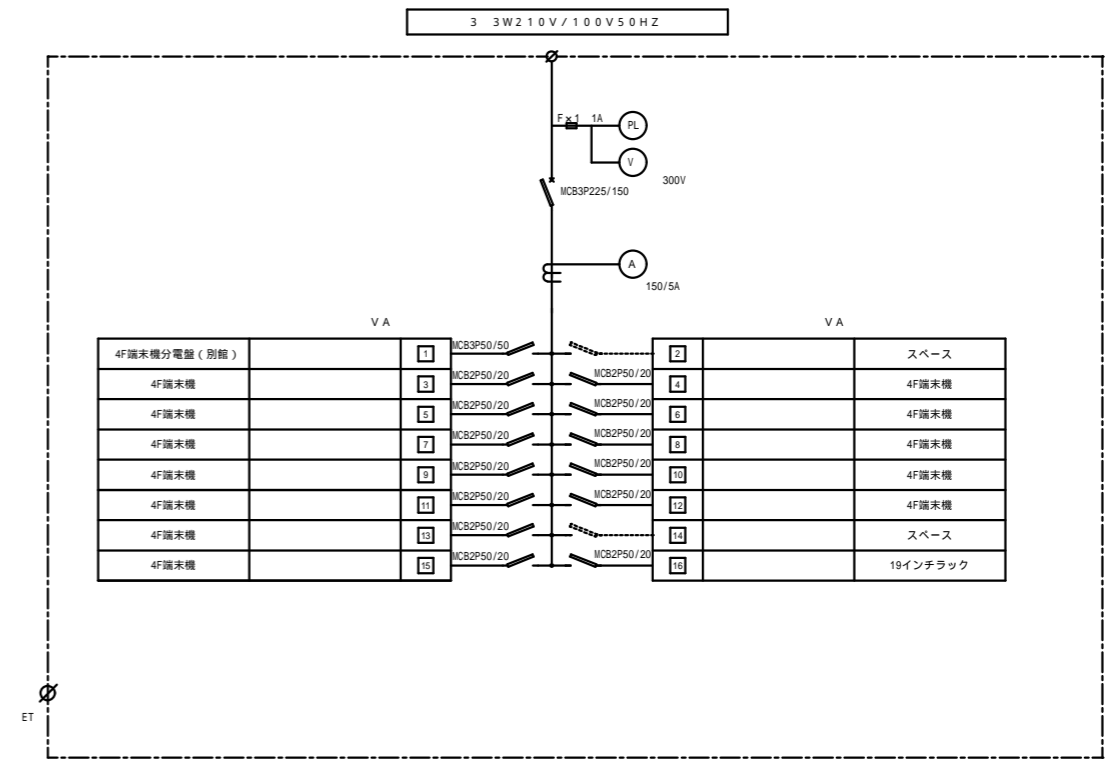 3 3W210V/100V50HZ
F×1 1A PL
V
300V
MCB3P225/150
A
150/5A
VA VA
4F端末機分電盤(別館) 1 MCB3P50/50 2 スペース
4F端末機 3 MCB2P50/20 MCB2P50/20 4 4F端末機
4F端末機 5 MCB2P50/20 MCB2P50/20 6 4F端末機
4F端末機 7 MCB2P50/20 MCB2P50/20 8 4F端末機
4F端末機 9 MCB2P50/20 MCB2P50/20 10 4F端末機
4F端末機 11 MCB2P50/20 MCB2P50/20 12 4F端末機
4F端末機 13 MCB2P50/20 14 スペース
4F端末機 15 MCB2P50/20 MCB2P50/20 16 19インチラック
ET